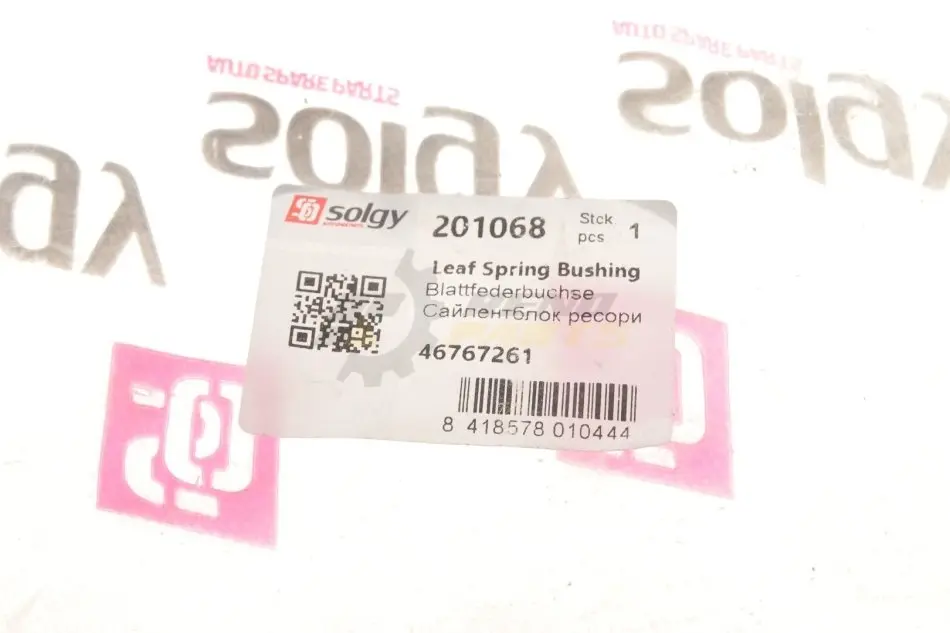 AUTO SPARE PARTS
solgy
AUTO SPARE PARTS
solgy
solgy
solgy
201068
Stck.
pcs
1
Leaf Spring Bushing
Blattfederbuchse
Сайлентблок ресори
46767261
8 418578 010444